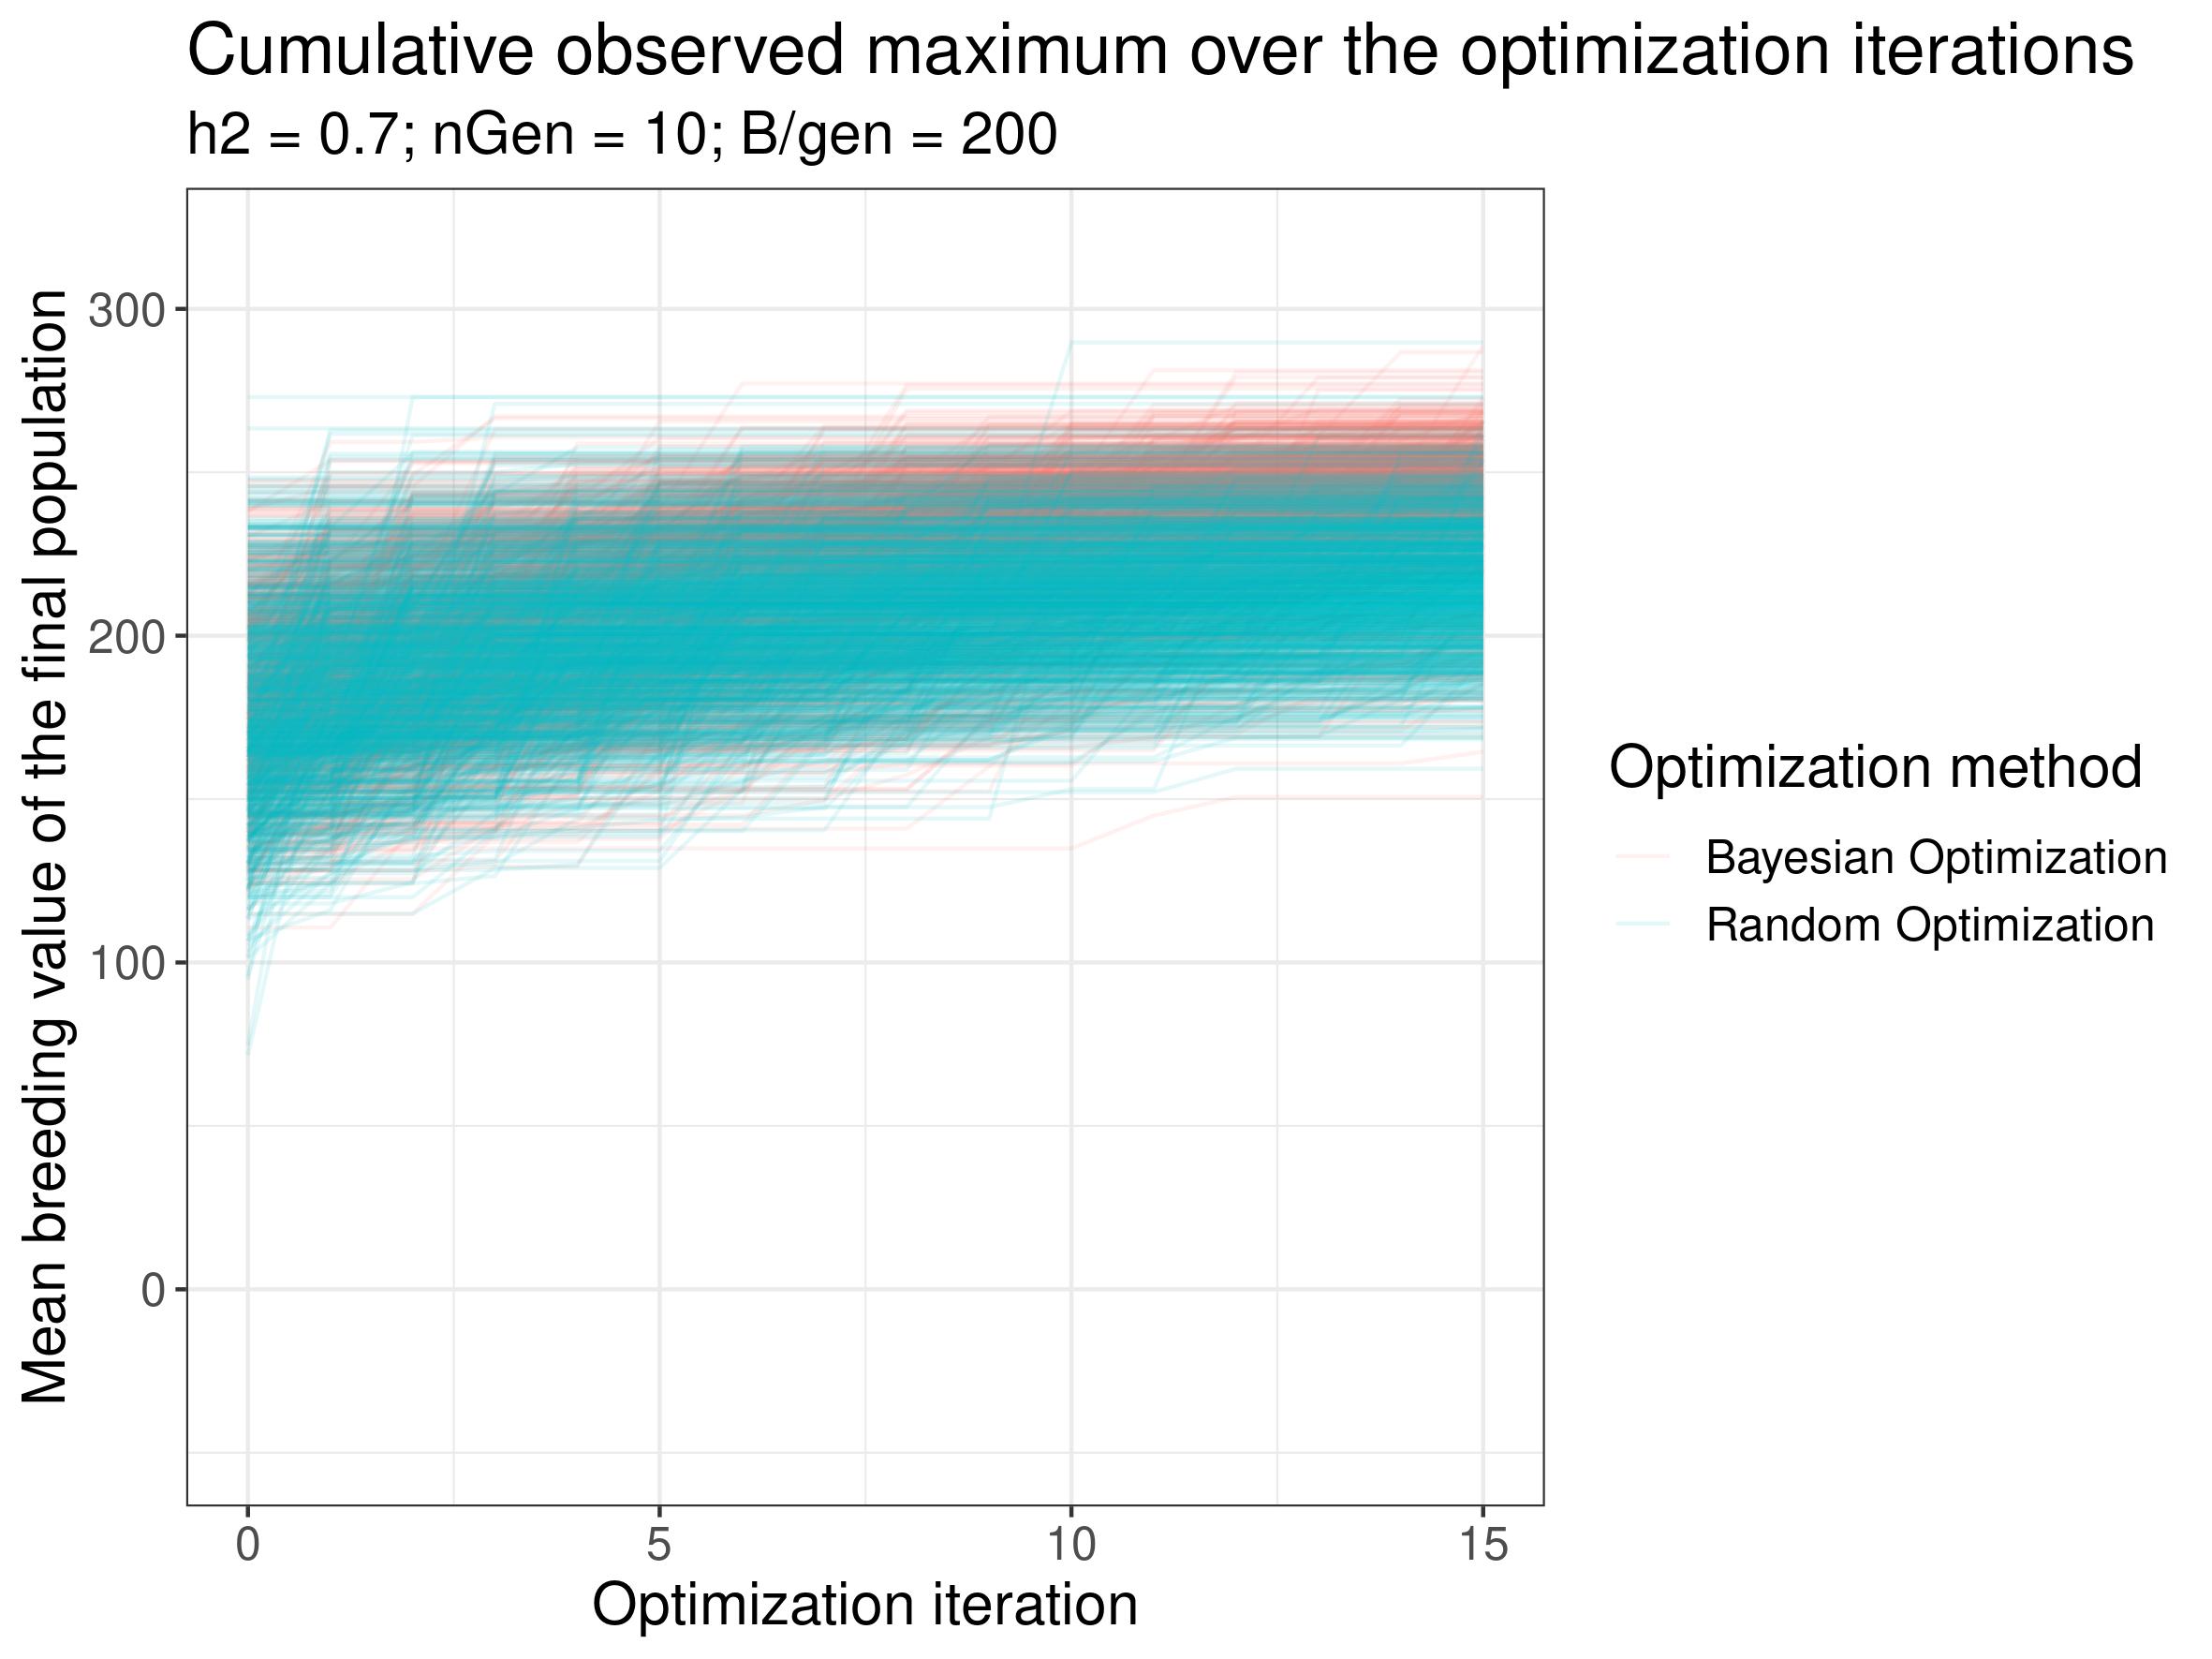 Cumulative observed maximum over the optimization iterations
h2 = 0.7; nGen = 10; B/gen = 200
Mean breeding value of the final population
300
200
100
0
0 5 10 15
Optimization iteration
Optimization method
Bayesian Optimization
Random Optimization